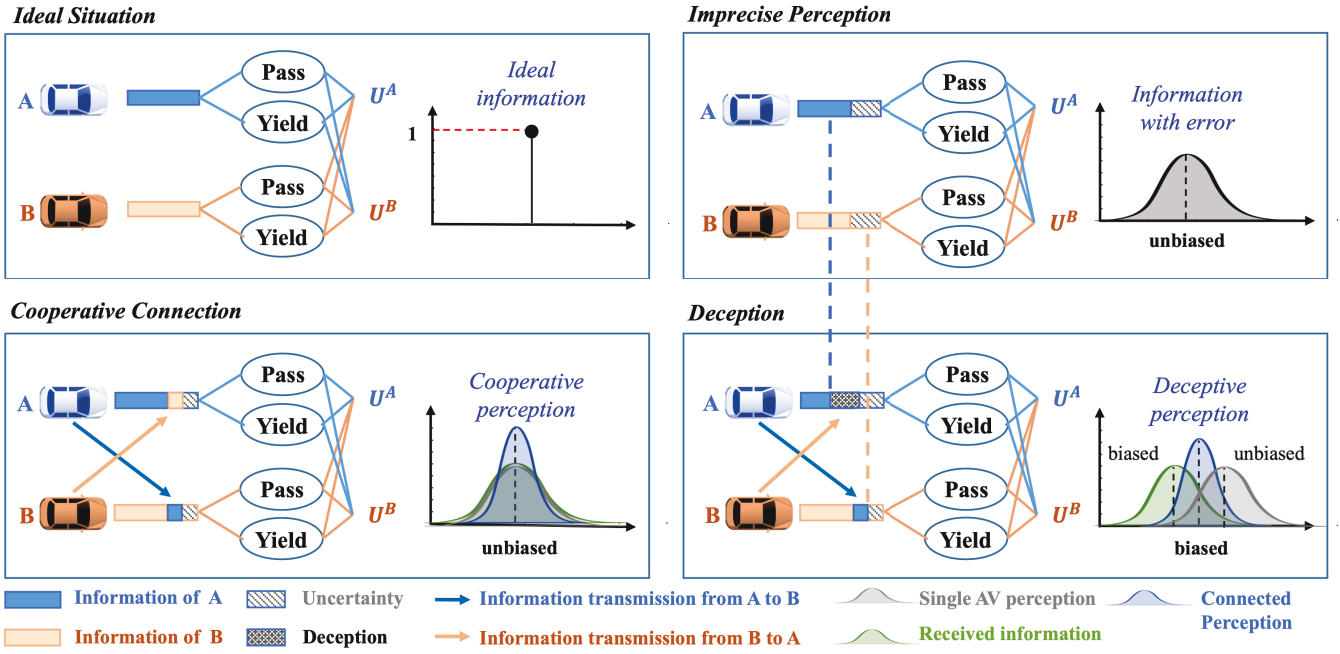 Ideal Situation
A
Pass
Yield
U^A
B
Pass
Yield
U^B
Ideal
information
1
Imprecise Perception
A
Pass
Yield
U^A
B
Pass
Yield
U^B
Information
with error
unbiased
Cooperative Connection
A
Pass
Yield
U^A
B
Pass
Yield
U^B
Cooperative
perception
unbiased
Deception
A
Pass
Yield
U^A
B
Pass
Yield
U^B
Deceptive
perception
biased
unbiased
biased
Information of A
Uncertainty
Information transmission from A to B
Single AV perception
Connected
Perception
Information of B
Deception
Information transmission from B to A
Received information